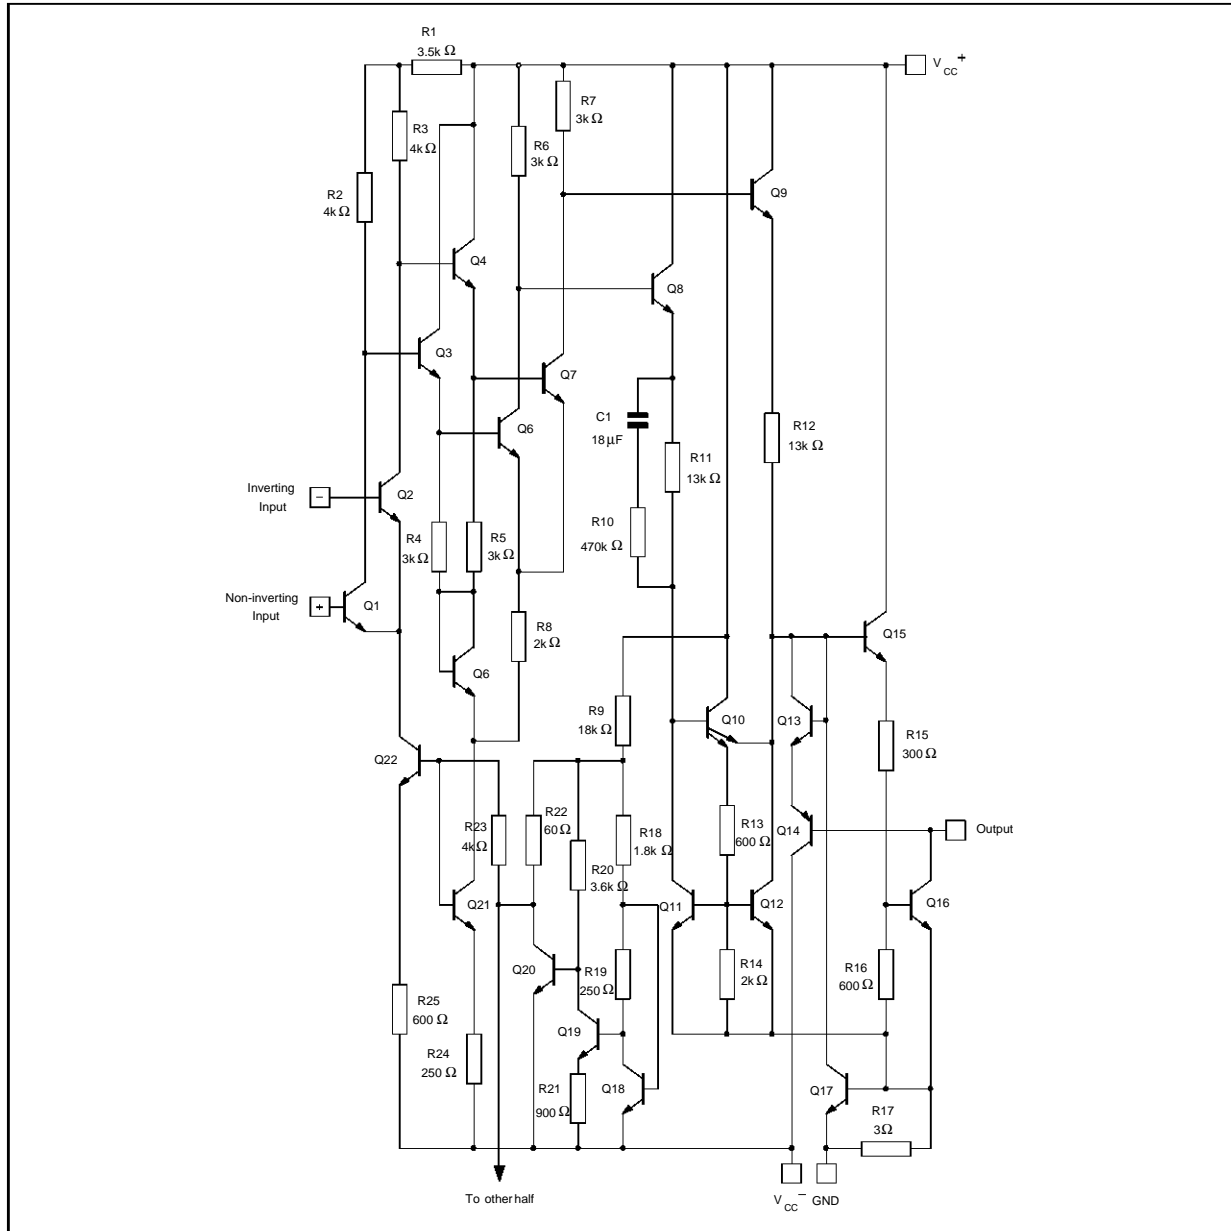 R1
3.5k Ω
V CC +
R7
3k Ω
R3
4k Ω
R6
3k Ω
R2
4k Ω
Q9
Q4
Q8
Q3
Q7
C1
18 µF
R12
13k Ω
Q6
R11
13k Ω
Inverting
Input
−
Q2
R10
470k Ω
R4
3k Ω
R5
3k Ω
Non-inverting
Input
+
Q1
R8
2k Ω
Q15
Q6
R9
18k Ω
Q10
Q13
R15
300 Ω
Q22
R23
4k Ω
R22
60 Ω
R18
1.8k Ω
R13
600 Ω
Q14
Output
R20
3.6k Ω
Q21
Q11
Q12
Q16
Q20
R19
250 Ω
R14
2k Ω
R16
600 Ω
R25
600 Ω
Q19
R24
250 Ω
R21
900 Ω
Q18
Q17
R17
3 Ω
To other half
V CC −
GND